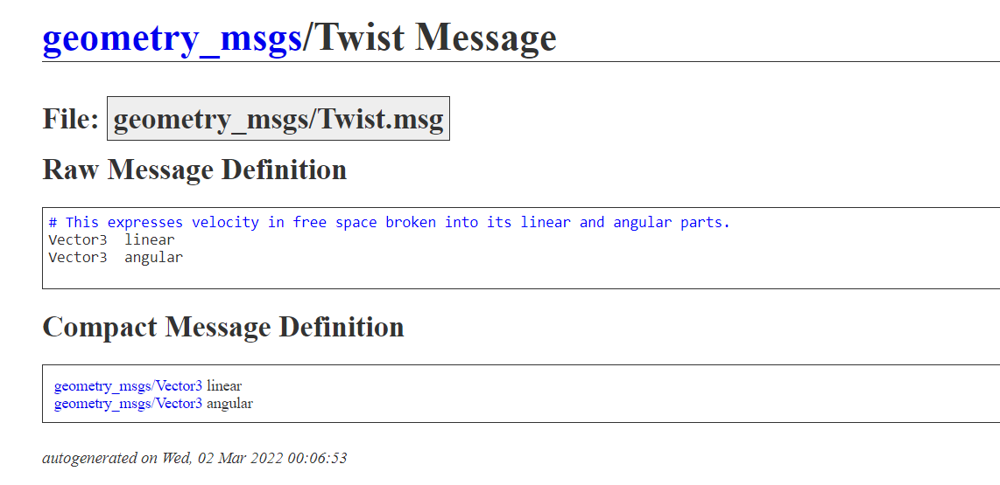 geometry_msgs/Twist Message
File: geometry_msgs/Twist.msg
Raw Message Definition
# This expresses velocity in free space broken into its linear and angular parts.
Vector3  linear
Vector3  angular
Compact Message Definition
geometry_msgs/Vector3 linear
geometry_msgs/Vector3 angular
autogenerated on Wed, 02 Mar 2022 00:06:53